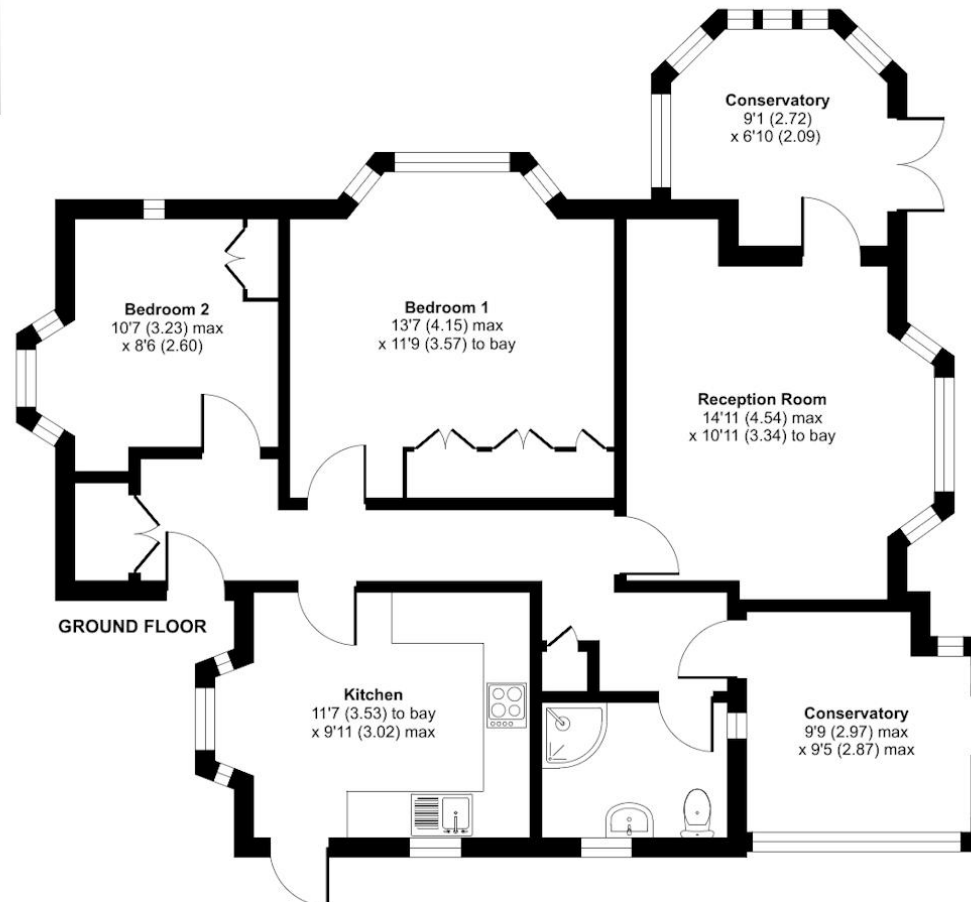 Conservatory
9'1 (2.72)
x 6'10 (2.09)
Bedroom 2
10'7 (3.23) max
x 8'6 (2.60)
Bedroom 1
13'7 (4.15) max
x 11'9 (3.57) to bay
Reception Room
14'11 (4.54) max
x 10'11 (3.34) to bay
GROUND FLOOR
Kitchen
11'7 (3.53) to bay
x 9'11 (3.02) max
Conservatory
9'9 (2.97) max
x 9'5 (2.87) max